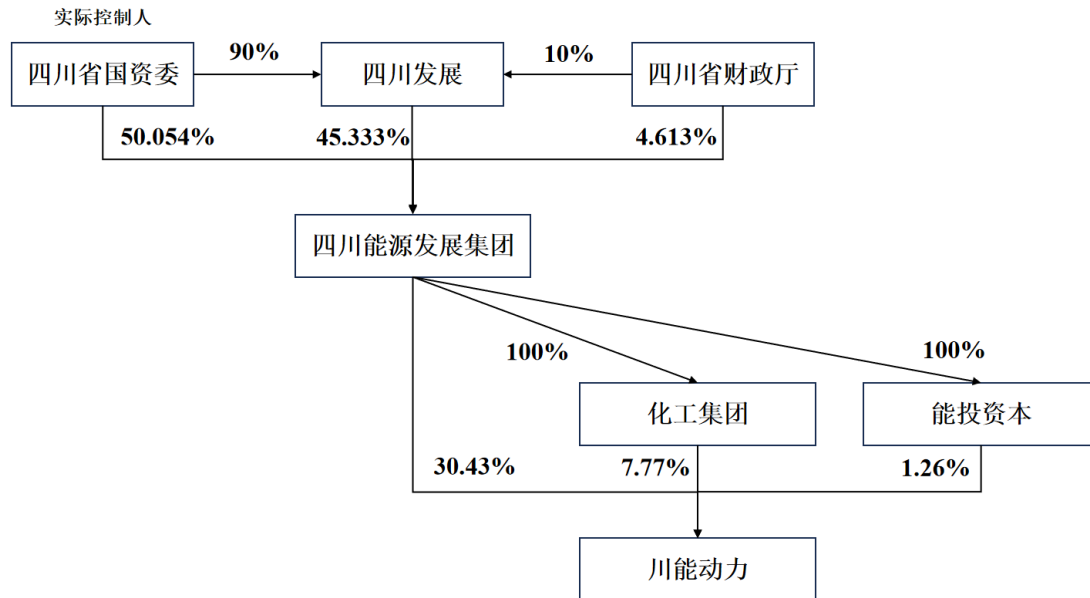 实际控制人
90%
10%
四川省国资委
四川发展
四川省财政厅
50.054%
45.333%
4.613%
四川能源发展集团
100%
100%
化工集团
能投资本
30.43%
7.77%
1.26%
川能动力